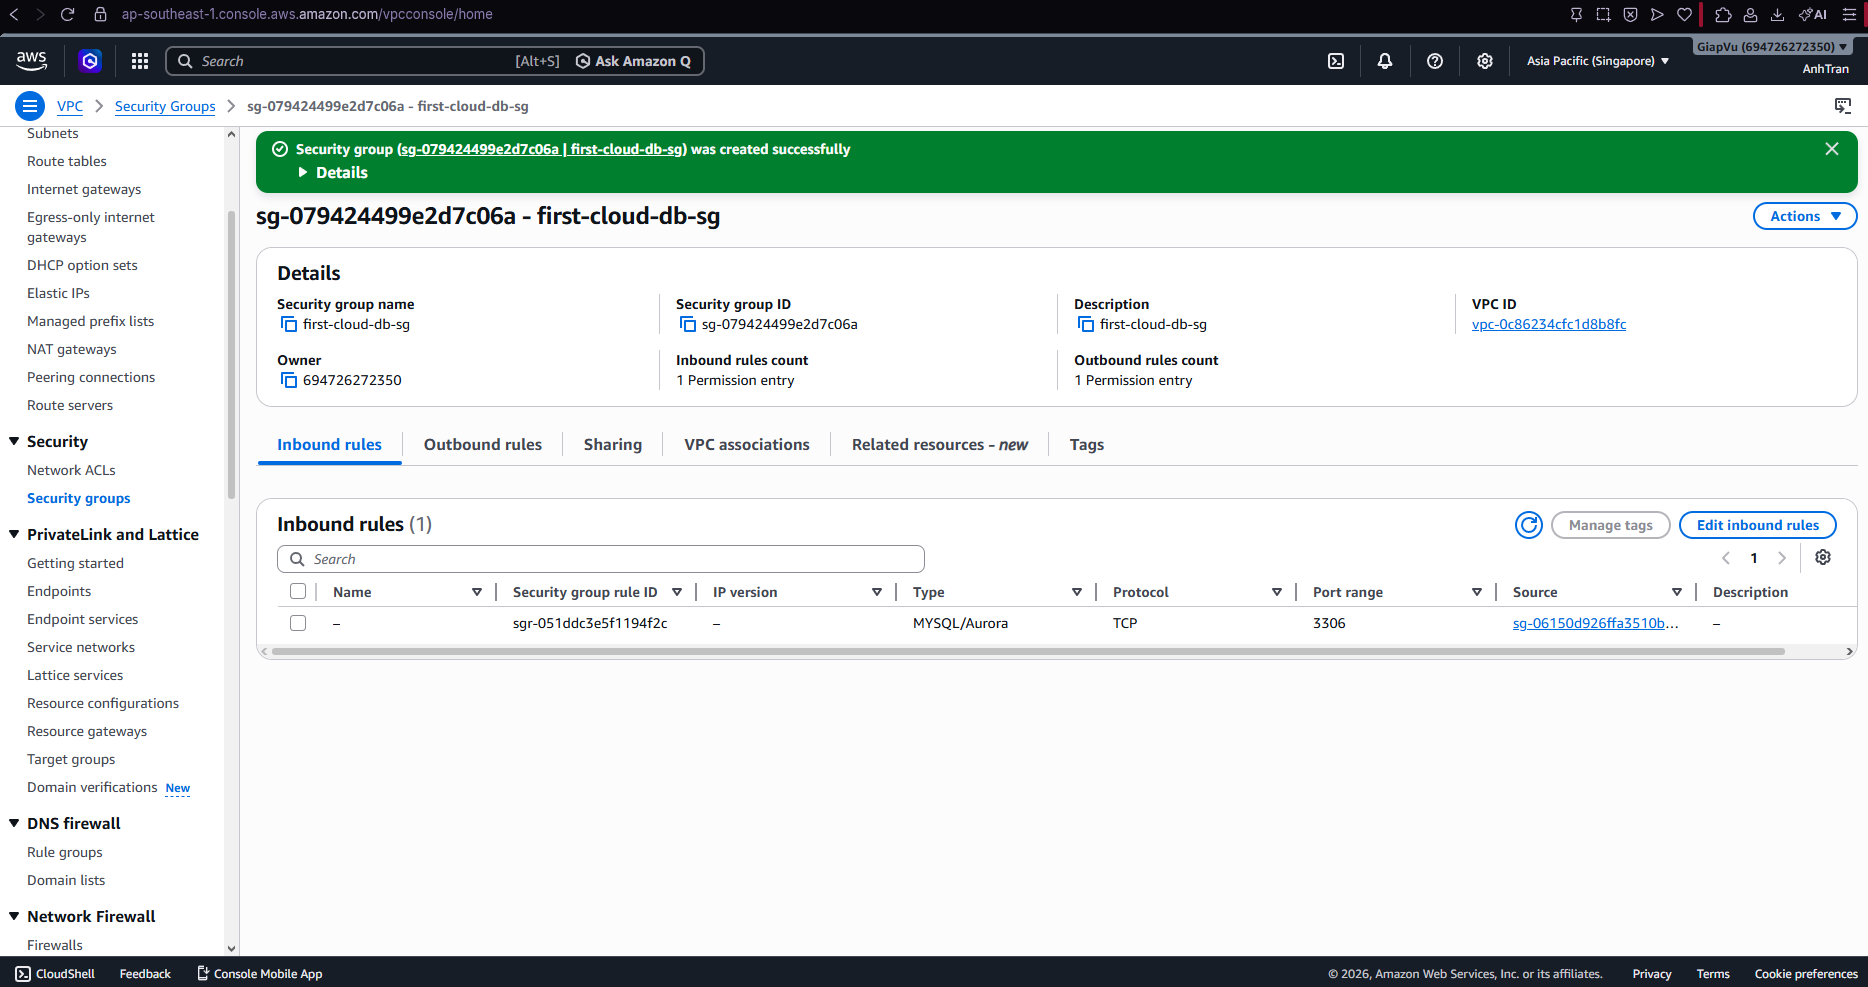 ap-southeast-1.console.aws.amazon.com/vpcconsole/home
AI
aws
Search [Alt+S] Ask Amazon Q
Asia Pacific (Singapore)
GiapVu (694726272350)
AnhTran
VPC
Security Groups
sg-079424499e2d7c06a - first-cloud-db-sg
Subnets
Route tables
Internet gateways
Egress-only internet
gateways
DHCP option sets
Elastic IPs
Managed prefix lists
NAT gateways
Peering connections
Route servers
Security
Network ACLs
Security groups
PrivateLink and Lattice
Getting started
Endpoints
Endpoint services
Service networks
Lattice services
Resource configurations
Resource gateways
Target groups
Domain verifications New
DNS firewall
Rule groups
Domain lists
Network Firewall
Firewalls
Security group (sg-079424499e2d7c06a | first-cloud-db-sg) was created successfully
Details
sg-079424499e2d7c06a - first-cloud-db-sg
Actions
Details
Security group name
first-cloud-db-sg
Security group ID
sg-079424499e2d7c06a
Description
first-cloud-db-sg
VPC ID
vpc-0c86234cfc1d8b8fc
Owner
694726272350
Inbound rules count
1 Permission entry
Outbound rules count
1 Permission entry
Inbound rules Outbound rules Sharing VPC associations Related resources - new Tags
Inbound rules (1)
Manage tags
Edit inbound rules
Search
1
Name Security group rule ID IP version Type Protocol Port range Source Description
– sgr-051ddc3e5f1194f2c – MYSQL/Aurora TCP 3306 sg-06150d926ffa3510b... –
CloudShell Feedback Console Mobile App
© 2026, Amazon Web Services, Inc. or its affiliates. Privacy Terms Cookie preferences